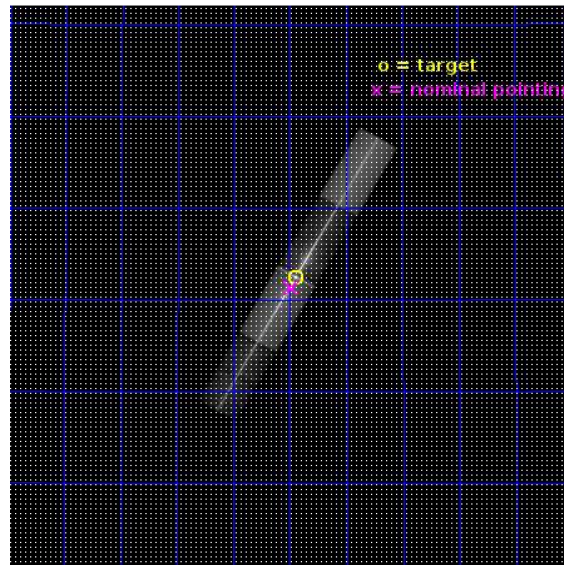 o = target
x = nominal pointing